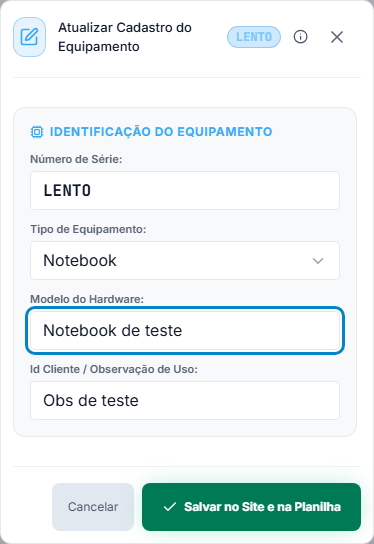 Atualizar Cadastro do
Equipamento
LENTO
IDENTIFICAÇÃO DO EQUIPAMENTO
Número de Série:
LENTO
Tipo de Equipamento:
Notebook
Modelo do Hardware:
Notebook de teste
Id Cliente / Observação de Uso:
Obs de teste
Cancelar
Salvar no Site e na Planilha